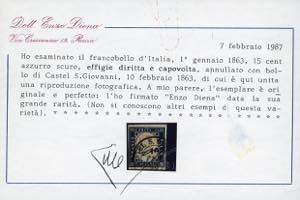 Dott. Enzo Diena
Via Crescenzio 19, Roma
7 febbraio 1987
Ho esaminato il francobollo d'Italia, 1° gennaio 1863, 15 cent
azzurro scuro, effigie diritta e capovolta, annullato con bol-
lo di Castel S.Giovanni, 10 febbraio 1863, di cui è qui unita
una riproduzione fotografica. A mio parere, l'esemplare è ori
ginale e perfetto; l'ho firmato "Enzo Diena" data la sua
grande rarità. (Non si conoscono altri esempi di questa va-
rietà).